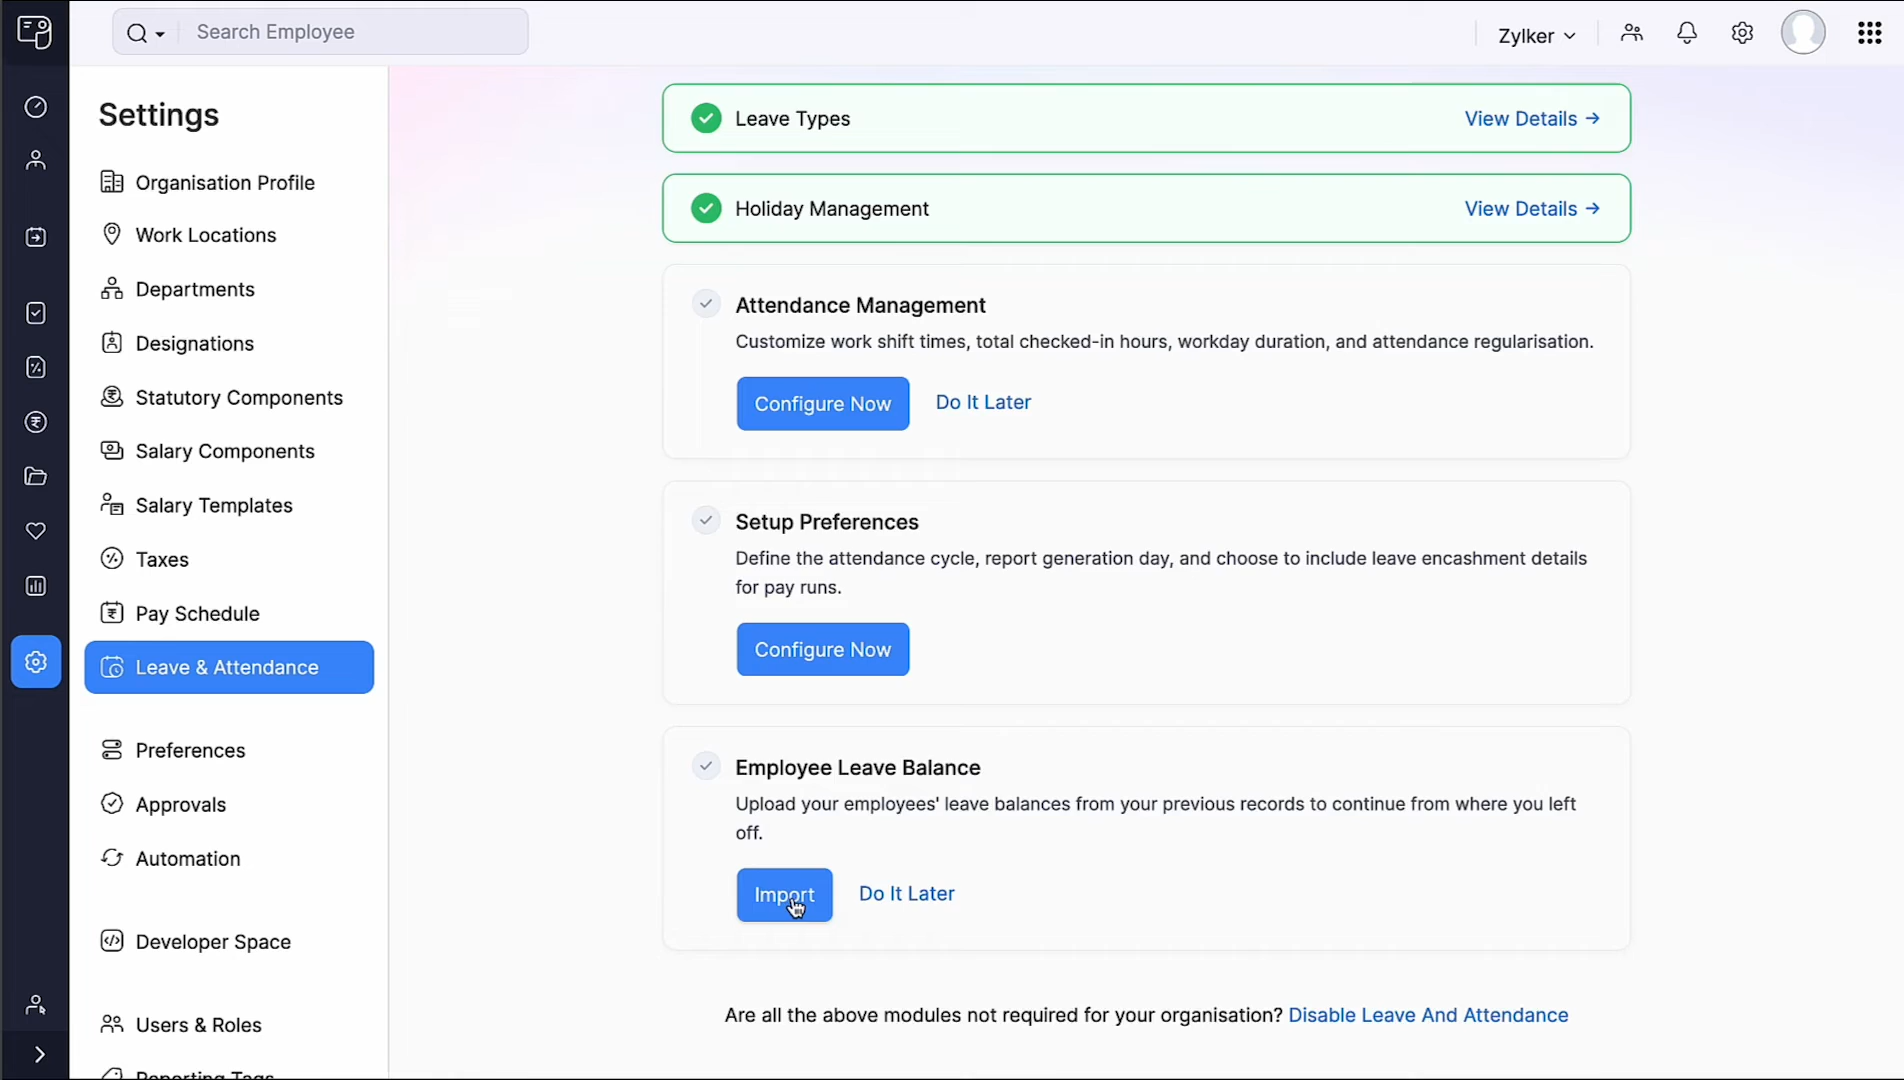 Search Employee
Zylker
Settings
Organisation Profile
Work Locations
Departments
Designations
Statutory Components
Salary Components
Salary Templates
Taxes
Pay Schedule
Leave & Attendance
Preferences
Approvals
Automation
Developer Space
Users & Roles
Reporting Tags
Leave Types
View Details →
Holiday Management
View Details →
Attendance Management
Customize work shift times, total checked-in hours, workday duration, and attendance regularisation.
Configure Now
Do It Later
Setup Preferences
Define the attendance cycle, report generation day, and choose to include leave encashment details
for pay runs.
Configure Now
Employee Leave Balance
Upload your employees' leave balances from your previous records to continue from where you left
off.
Import
Do It Later
Are all the above modules not required for your organisation? Disable Leave And Attendance